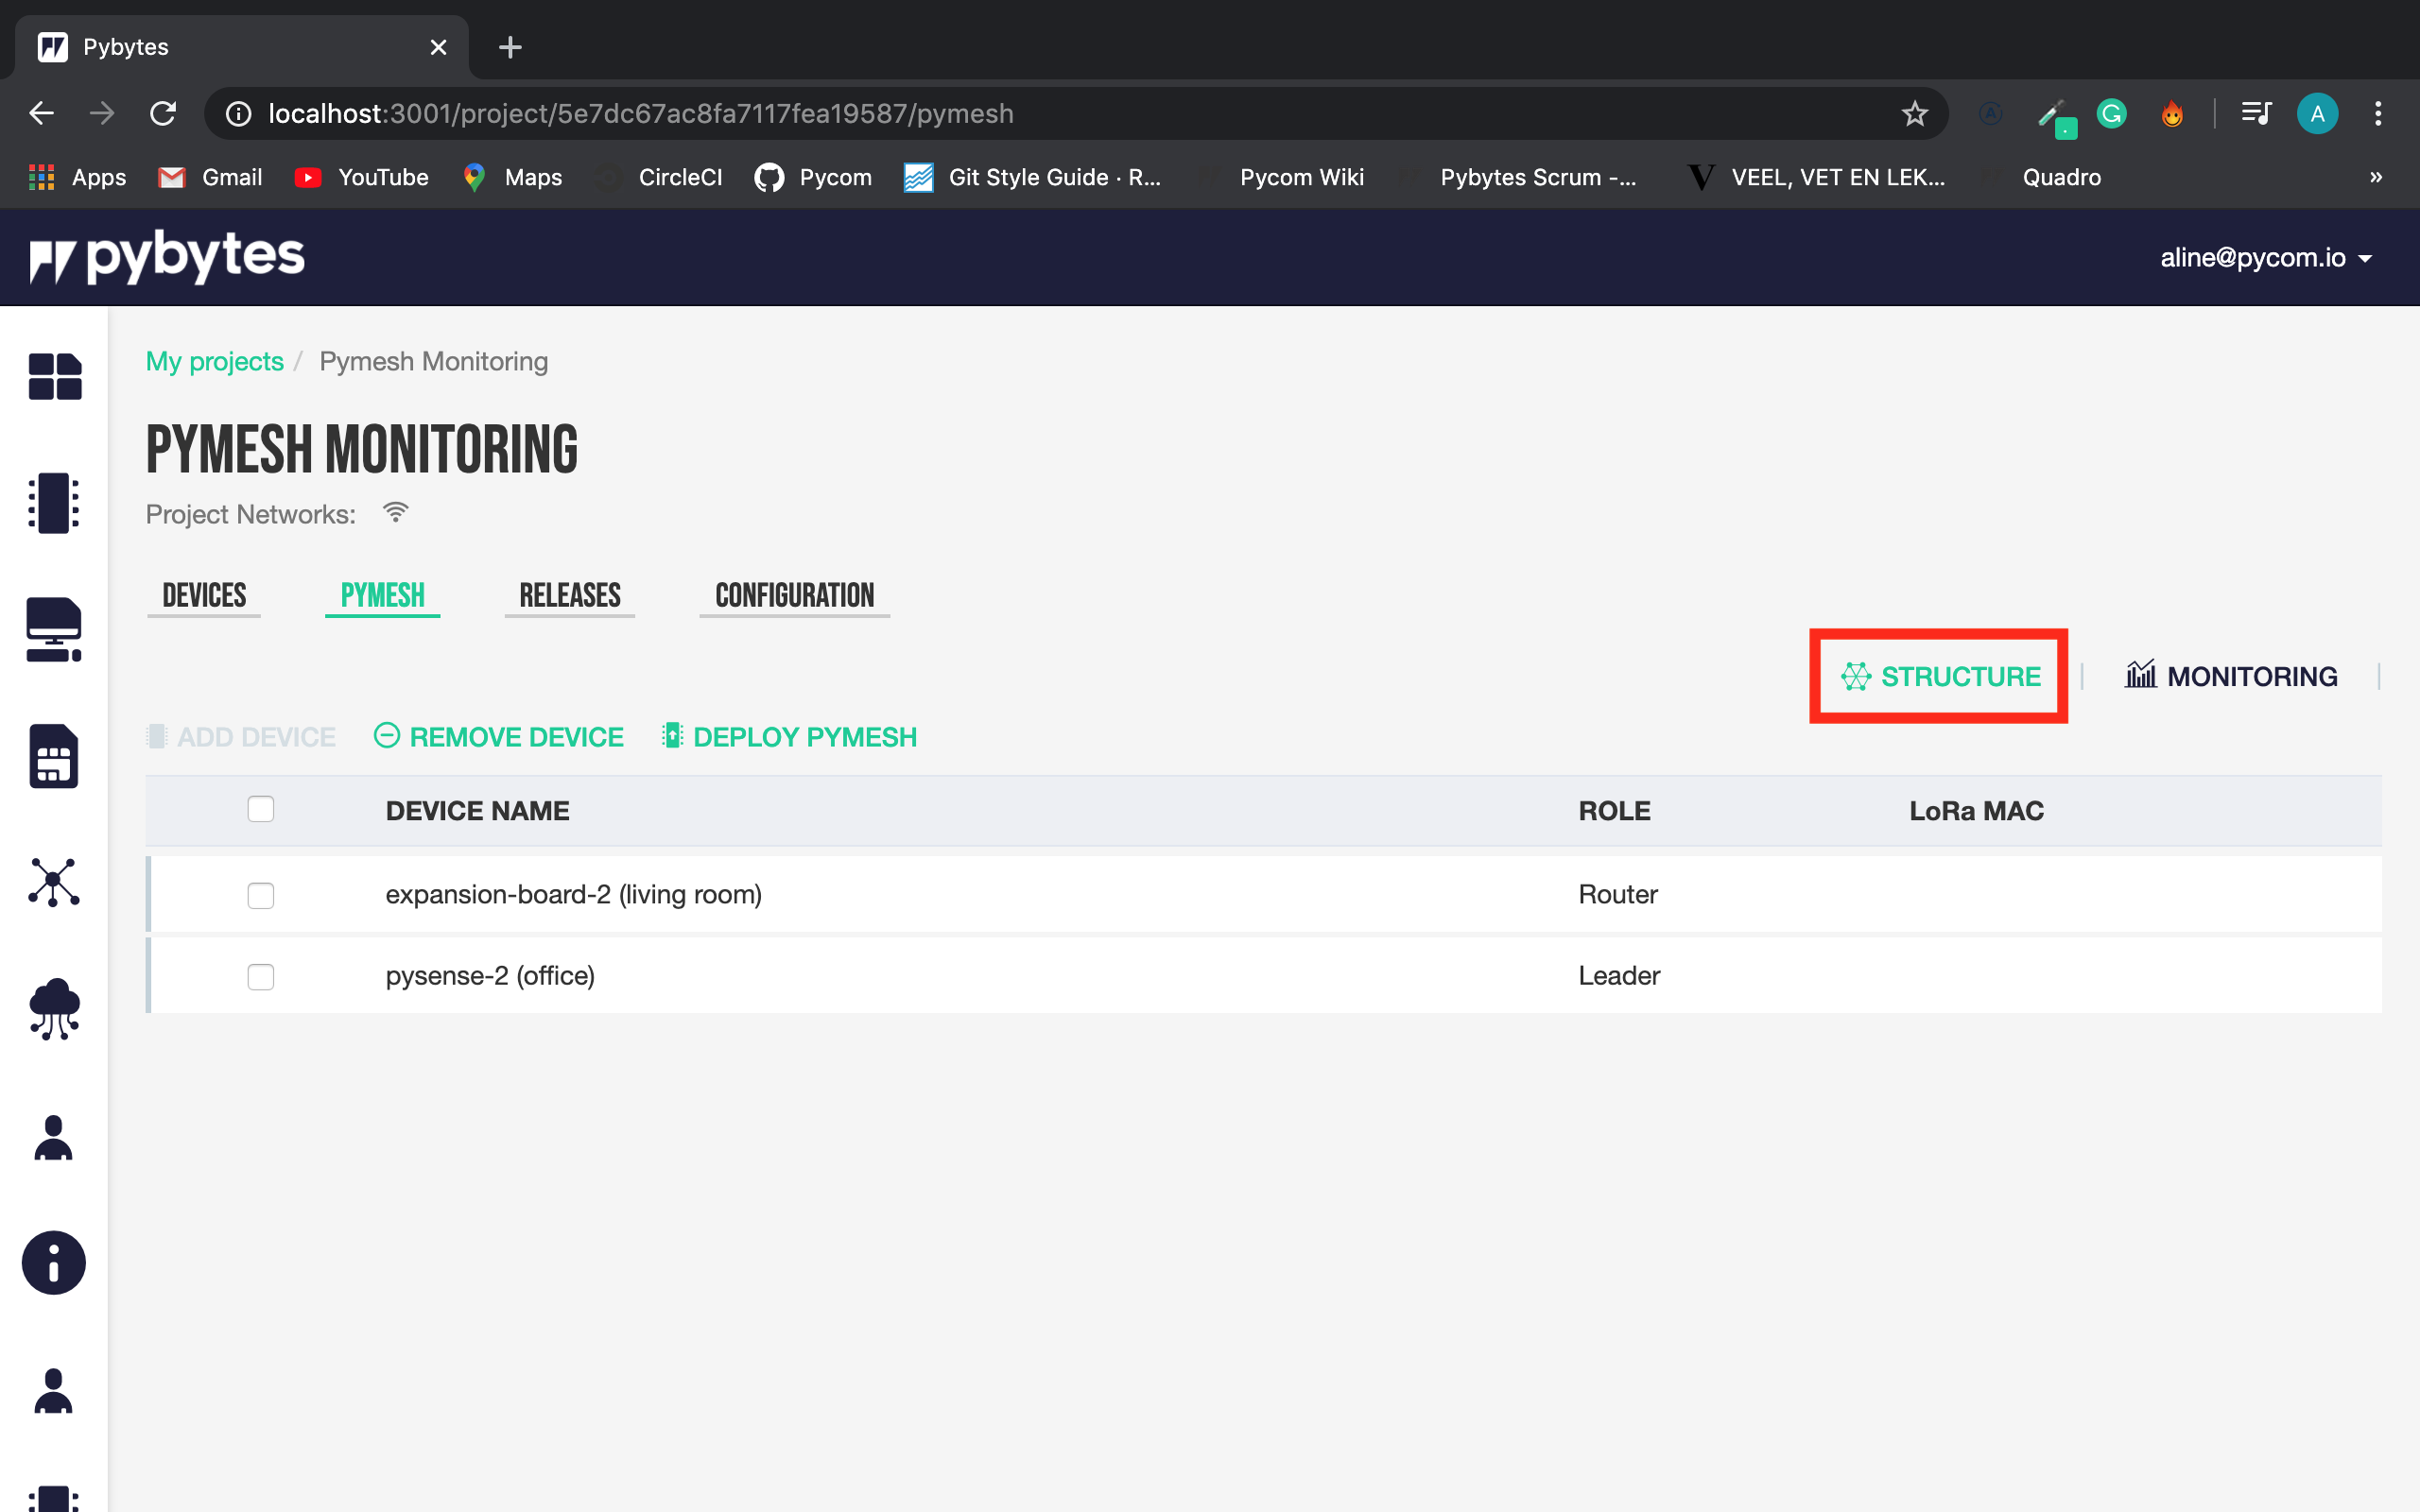 Pybytes
localhost:3001/project/5e7dc67ac8fa7117fea19587/pymesh
A
Apps Gmail YouTube Maps CircleCI Pycom Git Style Guide · R... Pycom Wiki Pybytes Scrum -... V VEEL, VET EN LEK... Quadro »
pybytes
aline@pycom.io
My projects / Pymesh Monitoring
PYMESH MONITORING
Project Networks:
DEVICES PYMESH RELEASES CONFIGURATION
STRUCTURE | MONITORING |
ADD DEVICE REMOVE DEVICE DEPLOY PYMESH
DEVICE NAME ROLE LoRa MAC
expansion-board-2 (living room) Router
pysense-2 (office) Leader